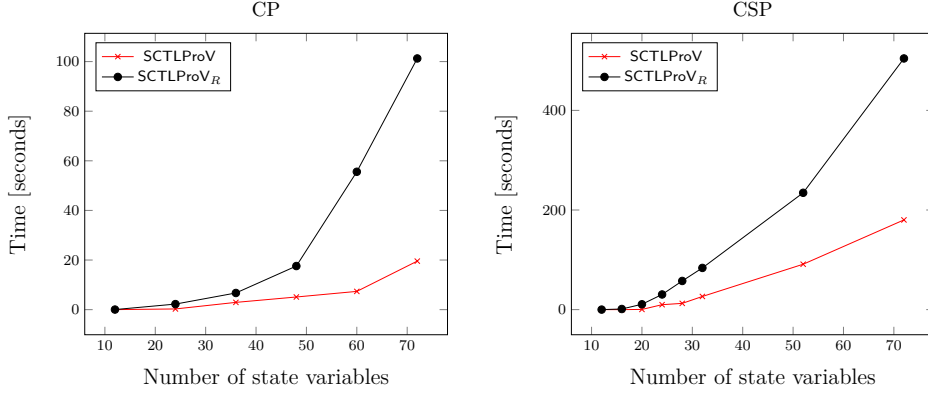 CP
100
80
60
40
20
0
10 20 30 40 50 60 70
Time [seconds]
Number of state variables
SCTLProV
SCTLProV_R
CSP
400
200
0
10 20 30 40 50 60 70
Time [seconds]
Number of state variables
SCTLProV
SCTLProV_R